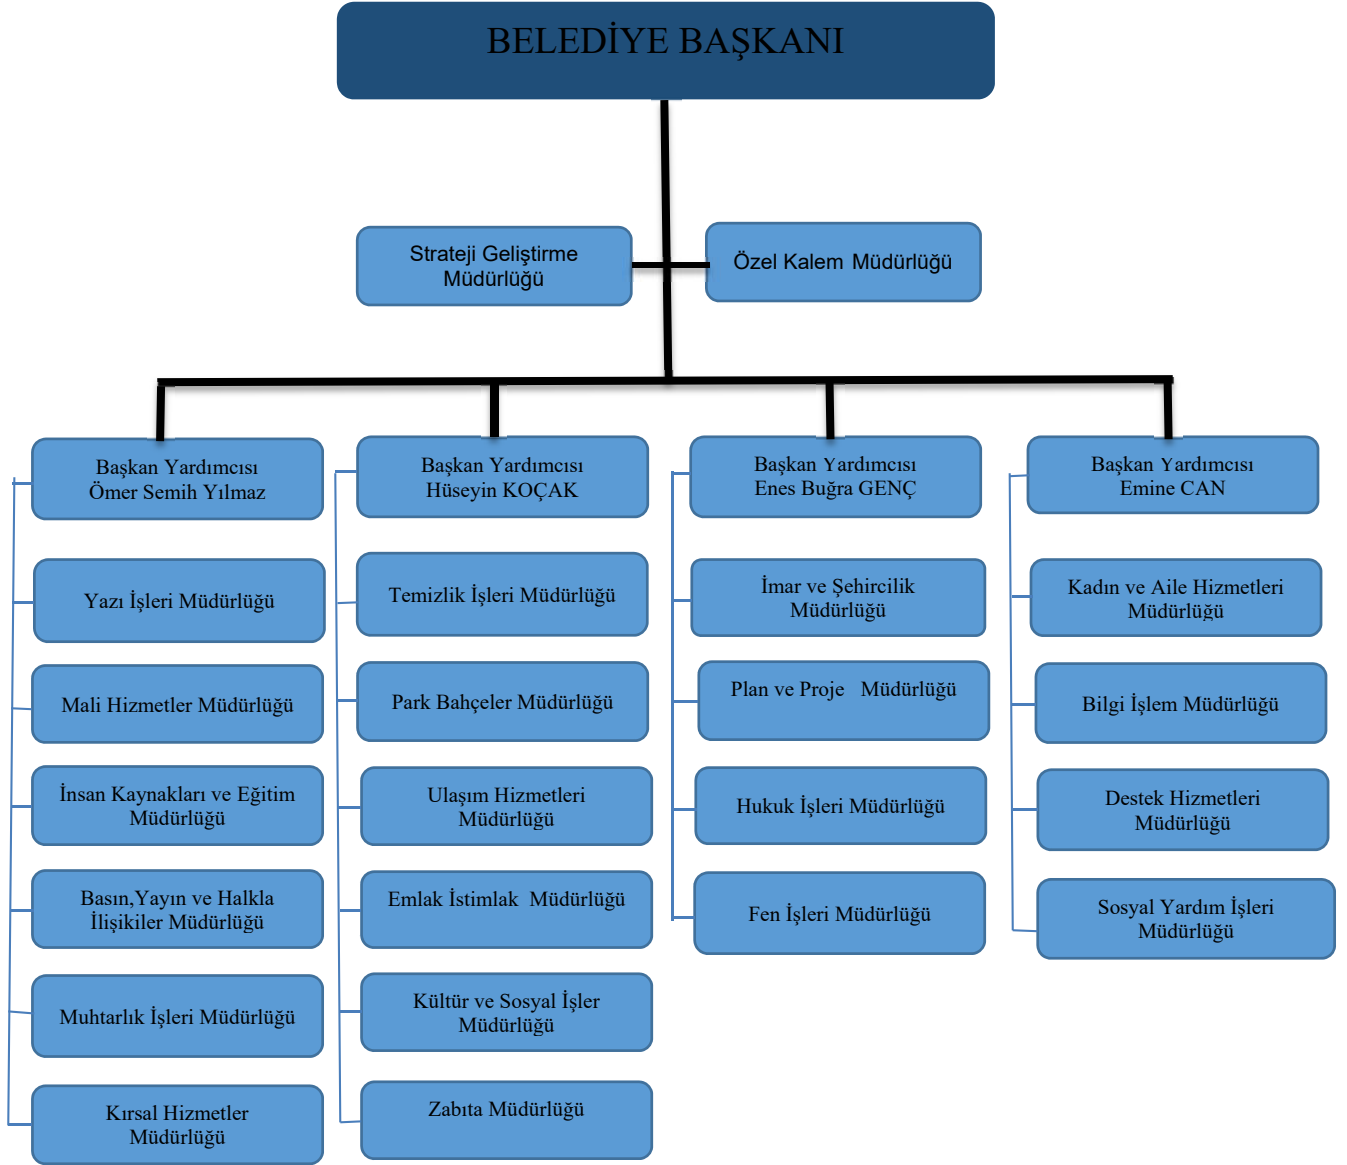 BELEDİYE BAŞKANI
Strateji Geliştirme
Müdürlüğü
Özel Kalem Müdürlüğü
Başkan Yardımcısı
Ömer Semih Yılmaz
Yazı İşleri Müdürlüğü
Mali Hizmetler Müdürlüğü
İnsan Kaynakları ve Eğitim
Müdürlüğü
Basın,Yayın ve Halkla
İlişikiler Müdürlüğü
Muhtarlık İşleri Müdürlüğü
Kırsal Hizmetler
Müdürlüğü
Başkan Yardımcısı
Hüseyin KOÇAK
Temizlik İşleri Müdürlüğü
Park Bahçeler Müdürlüğü
Ulaşım Hizmetleri
Müdürlüğü
Emlak İstimlak Müdürlüğü
Kültür ve Sosyal İşler
Müdürlüğü
Zabıta Müdürlüğü
Başkan Yardımcısı
Enes Buğra GENÇ
İmar ve Şehircilik
Müdürlüğü
Plan ve Proje Müdürlüğü
Hukuk İşleri Müdürlüğü
Fen İşleri Müdürlüğü
Başkan Yardımcısı
Emine CAN
Kadın ve Aile Hizmetleri
Müdürlüğü
Bilgi İşlem Müdürlüğü
Destek Hizmetleri
Müdürlüğü
Sosyal Yardım İşleri
Müdürlüğü